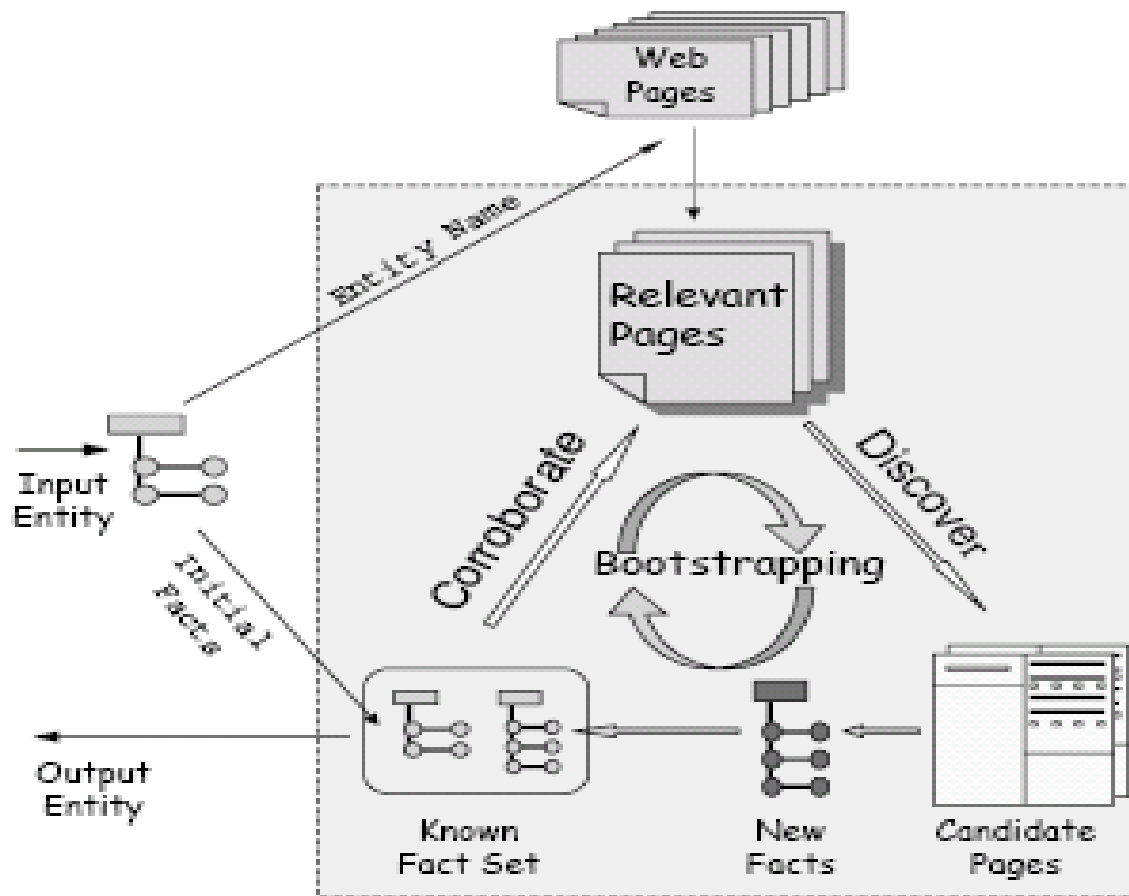 Web
Pages
Entity Name
Relevant
Pages
Input
Entity
Corroborate
Discover
Bootstrapping
Initial
Facts
Output
Entity
Known
Fact Set
New
Facts
Candidate
Pages